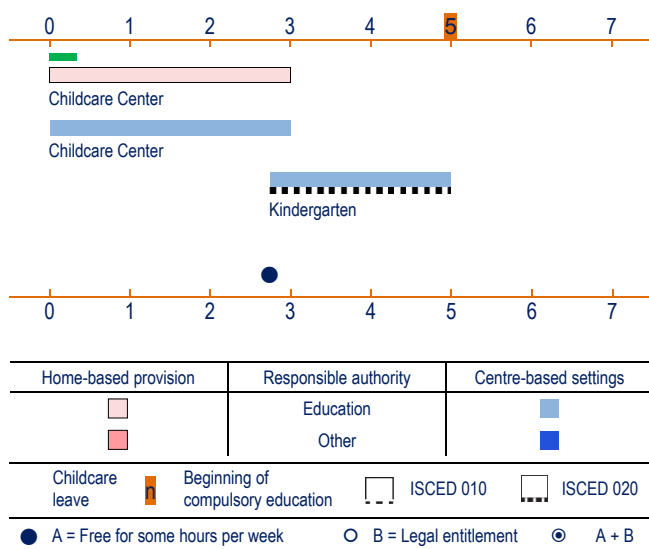 0 1 2 3 4 5 6 7
Childcare Center
Childcare Center
Kindergarten
0 1 2 3 4 5 6 7
Home-based provision Responsible authority Centre-based settings
Education
Other
Childcare leave n Beginning of compulsory education ISCED 010 ISCED 020
A = Free for some hours per week B = Legal entitlement A + B